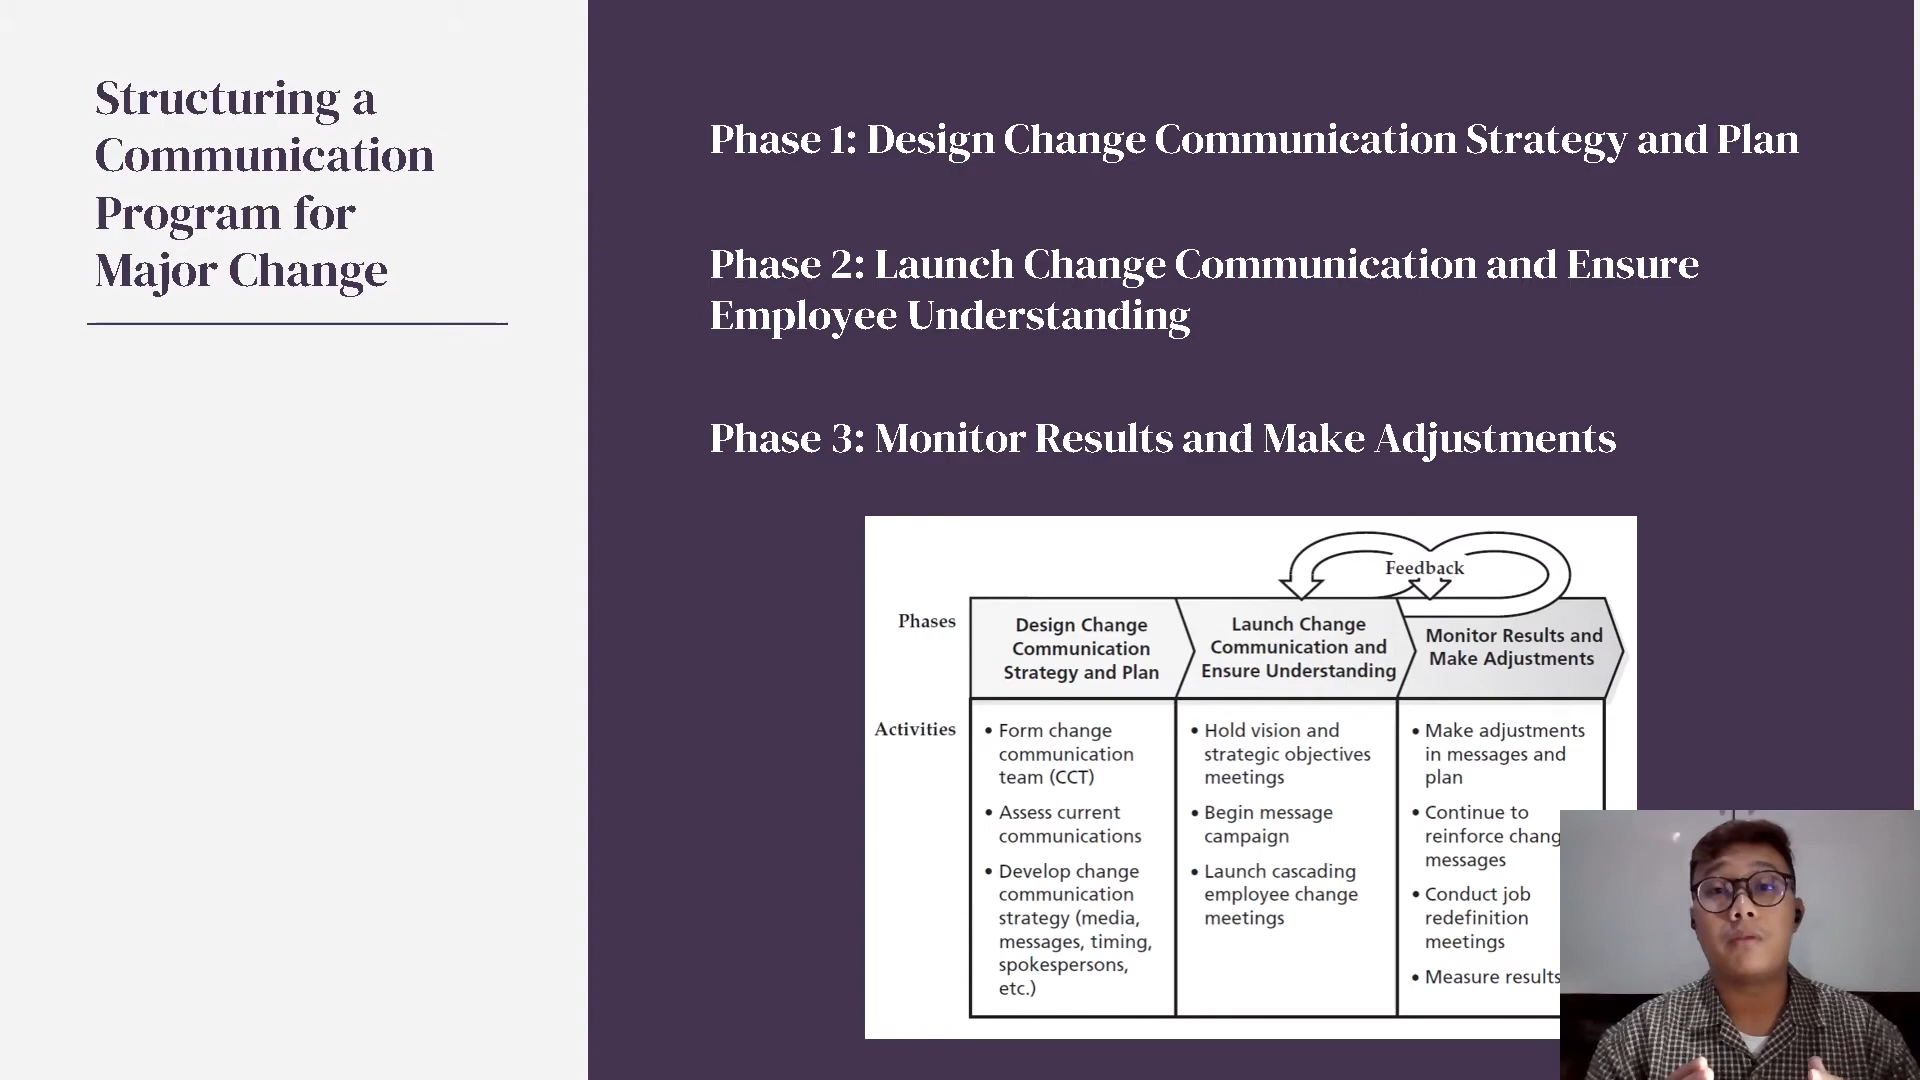 Structuring a
Communication
Program for
Major Change
Phase 1: Design Change Communication Strategy and Plan
Phase 2: Launch Change Communication and Ensure
Employee Understanding
Phase 3: Monitor Results and Make Adjustments
Feedback
Phases
Design Change
Communication
Strategy and Plan
Launch Change
Communication and
Ensure Understanding
Monitor Results and
Make Adjustments
Activities
• Form change
communication
team (CCT)
• Assess current
communications
• Develop change
communication
strategy (media,
messages, timing,
spokespersons,
etc.)
• Hold vision and
strategic objectives
meetings
• Begin message
campaign
• Launch cascading
employee change
meetings
• Make adjustments
in messages and
plan
• Continue to
reinforce chang
messages
• Conduct job
redefinition
meetings
• Measure results